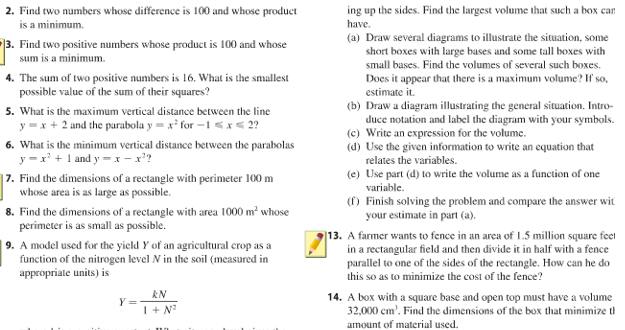 2. Find two numbers whose difference is 100 and whose product
is a minimum.
3. Find two positive numbers whose product is 100 and whose
sum is a minimum.
4. The sum of two positive numbers is 16. What is the smallest
possible value of the sum of their squares?
5. What is the maximum vertical distance between the line
y = x + 2 and the parabola y = x² for −1 ≤ x ≤ 2?
6. What is the minimum vertical distance between the parabolas
y = x² + 1 and y = x − x²?
7. Find the dimensions of a rectangle with perimeter 100 m
whose area is as large as possible.
8. Find the dimensions of a rectangle with area 1000 m² whose
perimeter is as small as possible.
9. A model used for the yield Y of an agricultural crop as a
function of the nitrogen level N in the soil (measured in
appropriate units) is
Y = kN / 1 + N²
ing up the sides. Find the largest volume that such a box can
have.
(a) Draw several diagrams to illustrate the situation, some
short boxes with large bases and some tall boxes with
small bases. Find the volumes of several such boxes.
Does it appear that there is a maximum volume? If so,
estimate it.
(b) Draw a diagram illustrating the general situation. Intro-
duce notation and label the diagram with your symbols.
(c) Write an expression for the volume.
(d) Use the given information to write an equation that
relates the variables.
(e) Use part (d) to write the volume as a function of one
variable.
(f) Finish solving the problem and compare the answer wit
your estimate in part (a).
13. A farmer wants to fence in an area of 1.5 million square feet
in a rectangular field and then divide it in half with a fence
parallel to one of the sides of the rectangle. How can he do
this so as to minimize the cost of the fence?
14. A box with a square base and open top must have a volume
32,000 cm³. Find the dimensions of the box that minimize th
amount of material used.